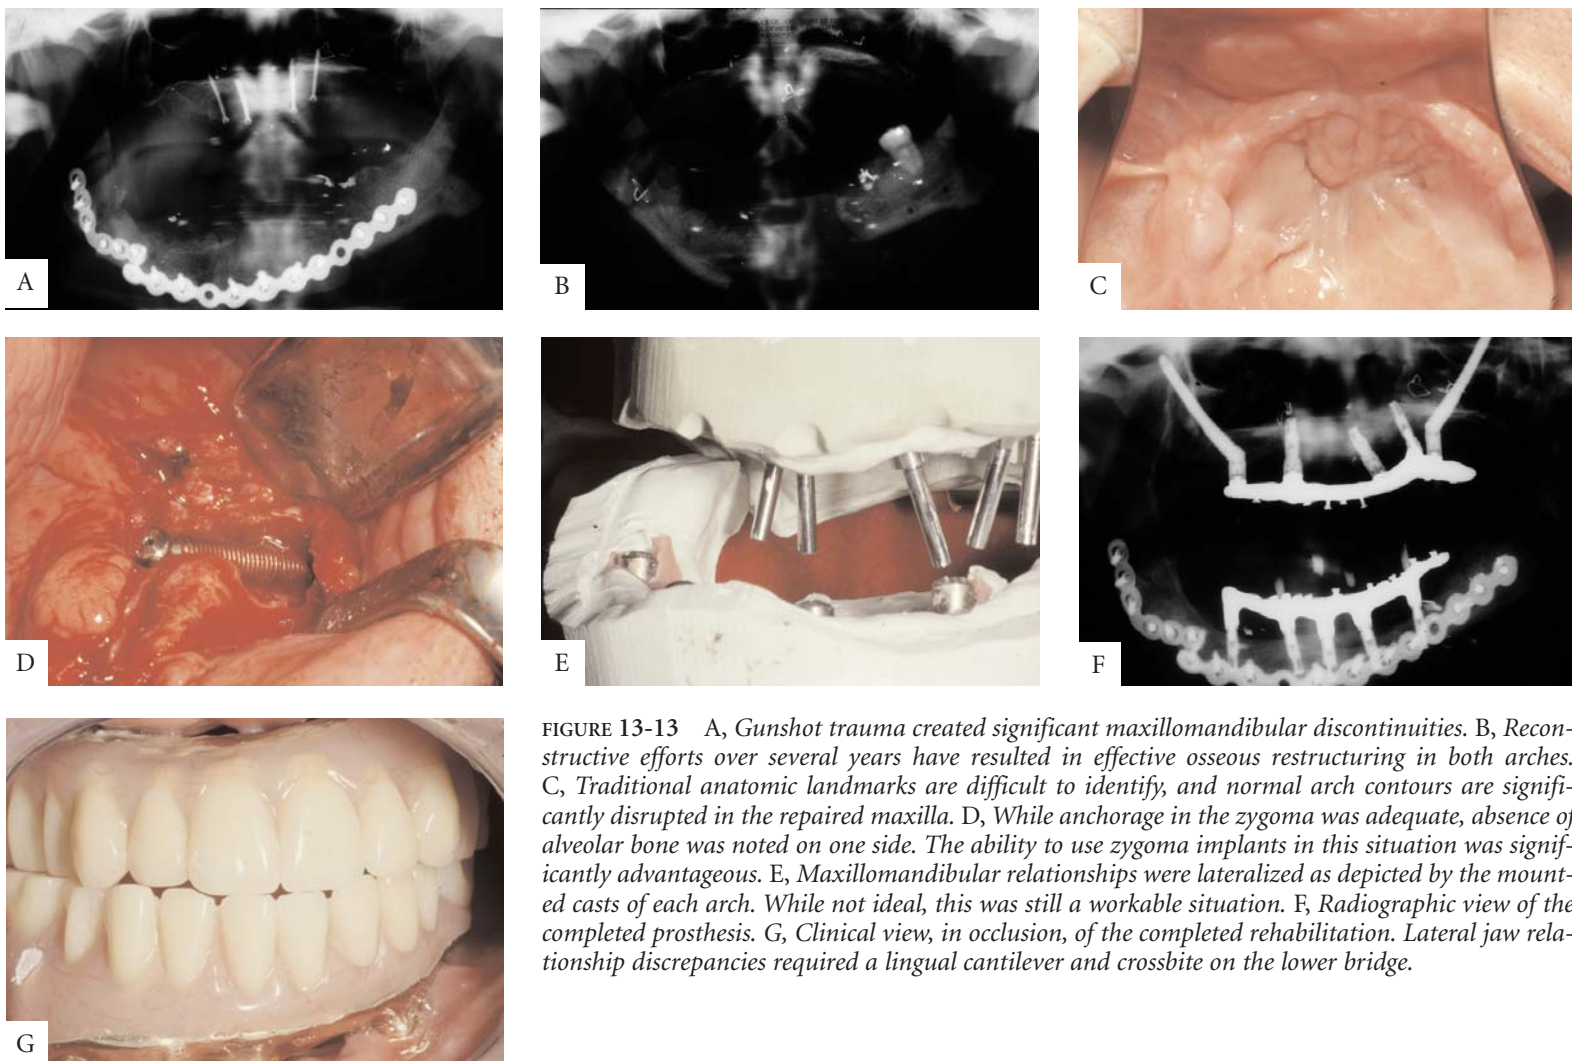 A
B
C
D
E
F
G
FIGURE 13-13 A, Gunshot trauma created significant maxillomandibular discontinuities. B, Recon-
structive efforts over several years have resulted in effective osseous restructuring in both arches.
C, Traditional anatomic landmarks are difficult to identify, and normal arch contours are signifi-
cantly disrupted in the repaired maxilla. D, While anchorage in the zygoma was adequate, absence of
alveolar bone was noted on one side. The ability to use zygoma implants in this situation was signif-
icantly advantageous. E, Maxillomandibular relationships were lateralized as depicted by the mount-
ed casts of each arch. While not ideal, this was still a workable situation. F, Radiographic view of the
completed prosthesis. G, Clinical view, in occlusion, of the completed rehabilitation. Lateral jaw rela-
tionship discrepancies required a lingual cantilever and crossbite on the lower bridge.